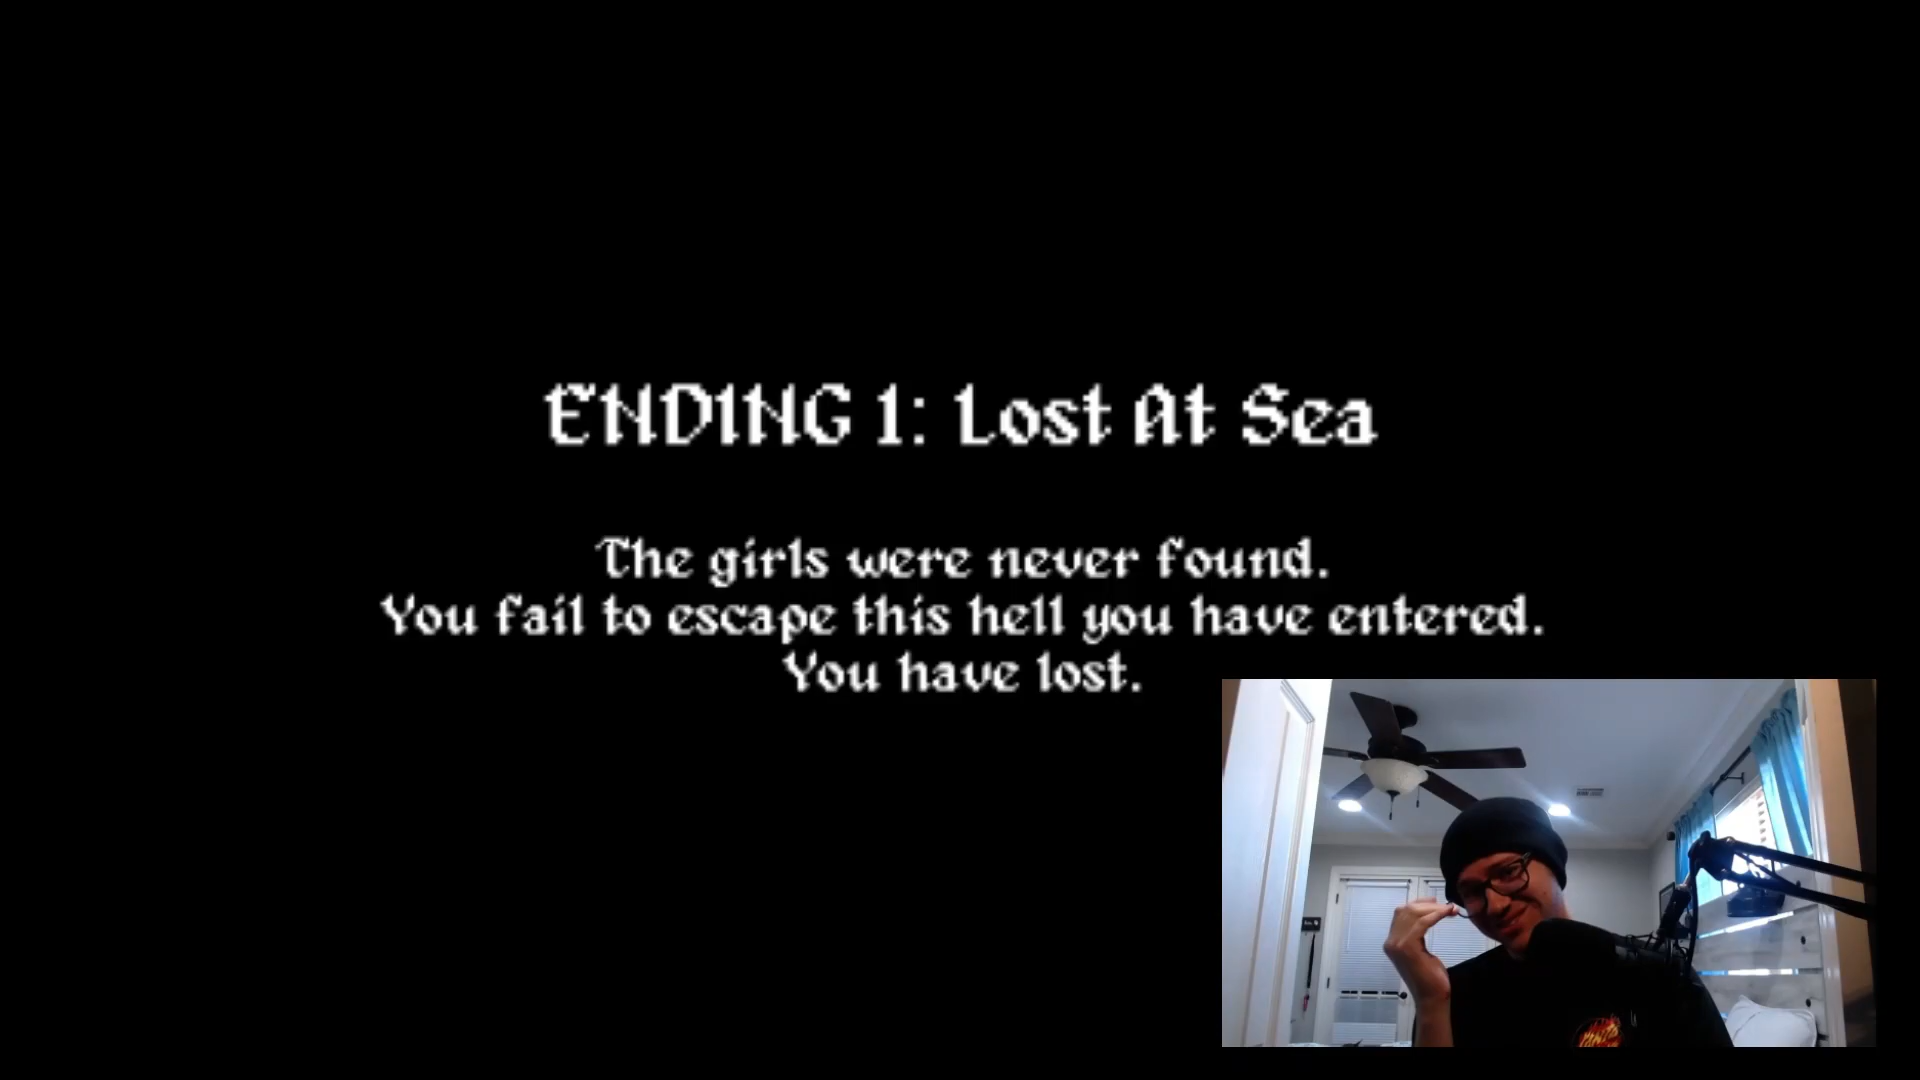 ENDING 1: Lost At Sea
The girls were never found.
You fail to escape this hell you have entered.
You have lost.